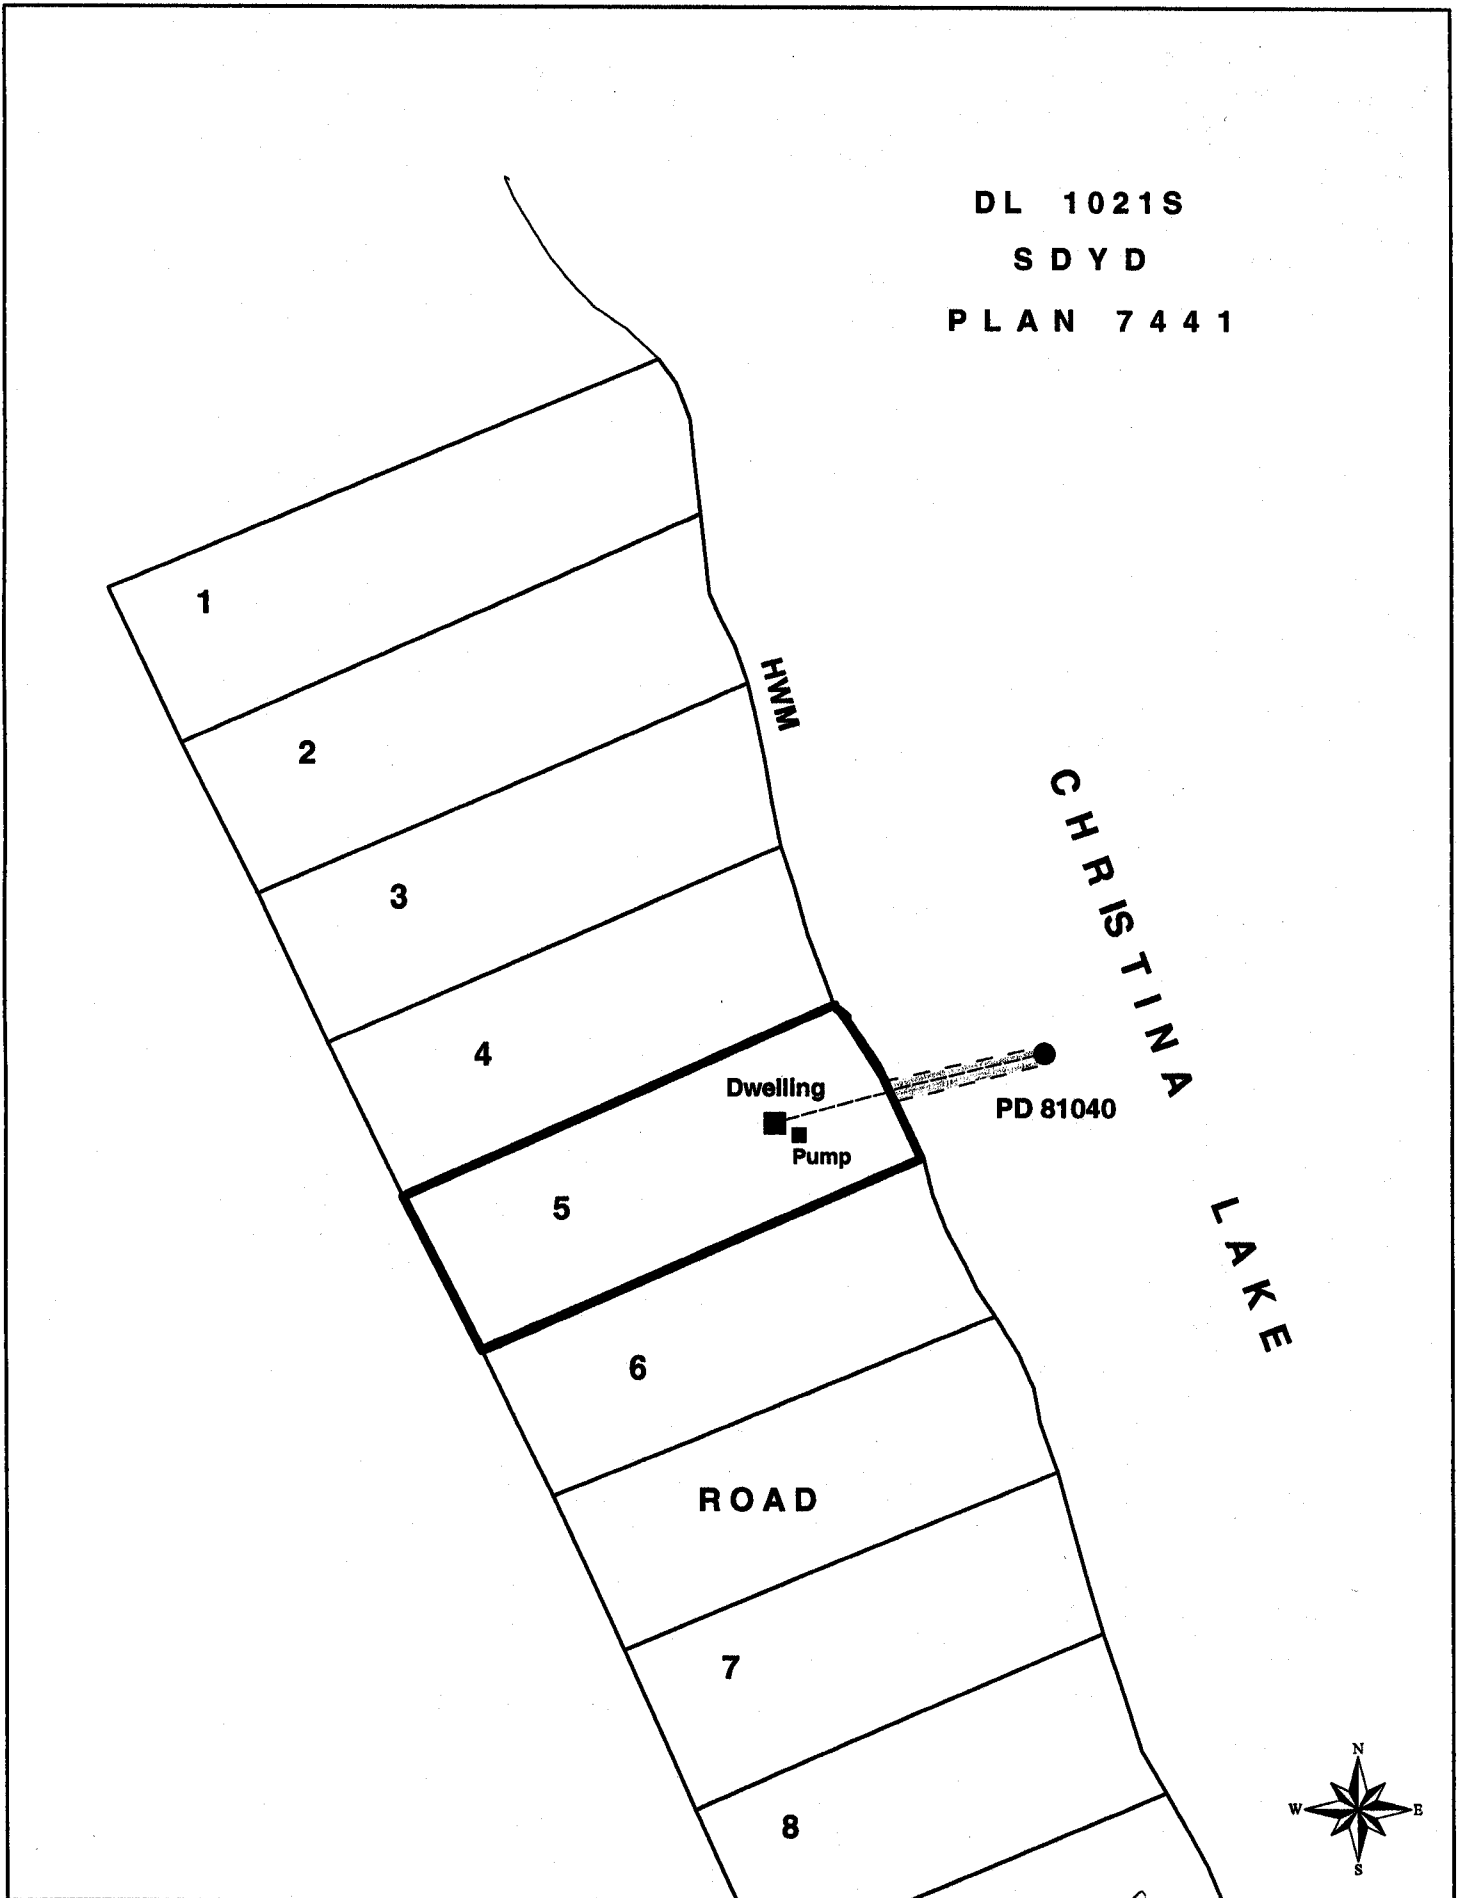 DL 1021S
SDYD
PLAN 7441
1
HWM
2
CHRISTINA LAKE
3
4
Dwelling
PD 81040
Pump
5
6
ROAD
7
8
N
W E
S